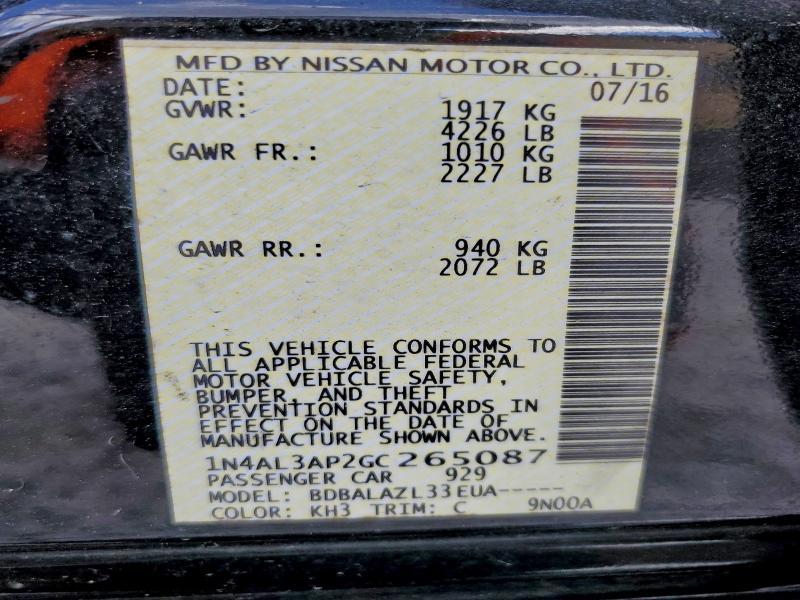 MFD BY NISSAN MOTOR CO., LTD.
DATE: 07/16
GVWR: 1917 KG
4226 LB
GAWR FR.: 1010 KG
2227 LB
GAWR RR.: 940 KG
2072 LB
THIS VEHICLE CONFORMS TO
ALL APPLICABLE FEDERAL
MOTOR VEHICLE SAFETY,
BUMPER, AND THEFT
PREVENTION STANDARDS IN
EFFECT ON THE DATE OF
MANUFACTURE SHOWN ABOVE.
1N4AL3AP2GC265087
PASSENGER CAR 929
MODEL: BDBALAZL33EUA-----
COLOR: KH3 TRIM: C 9N00A